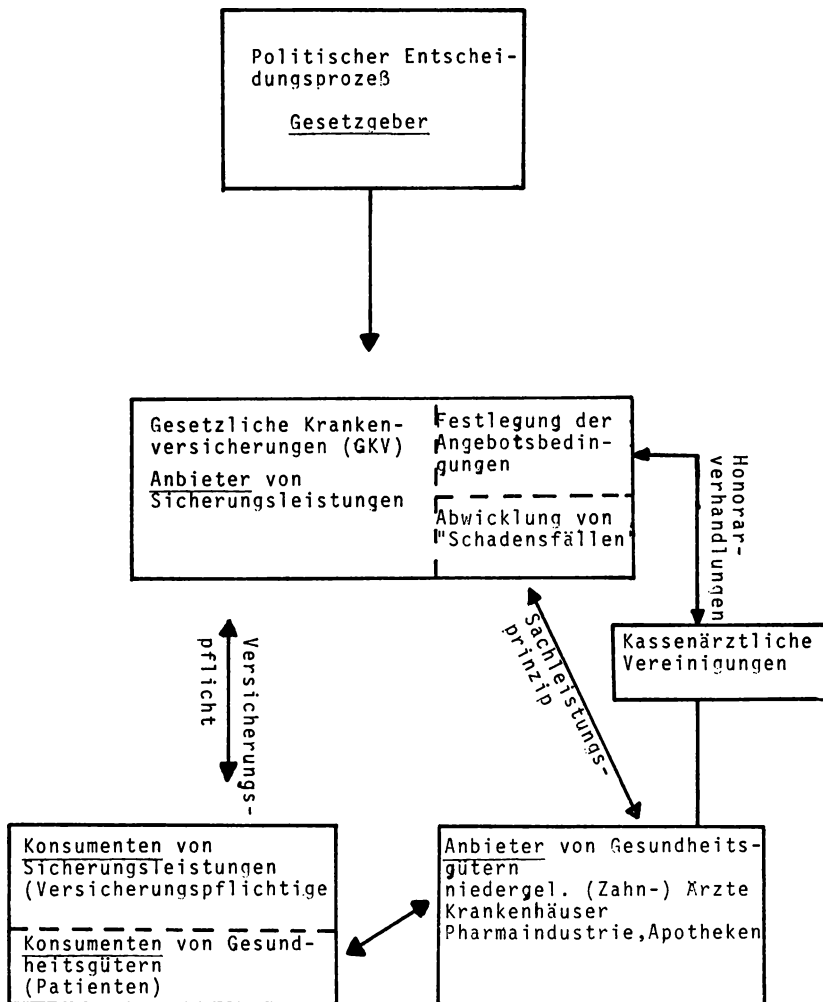 Politischer Entschei-
dungsprozeß
Gesetzgeber
Gesetzliche Kranken-
versicherungen (GKV)
Anbieter von
Sicherungsleistungen
Festlegung der
Angebotsbedin-
gungen
Abwicklung von
"Schadensfällen"
Honorar-
verhandlungen
Kassenärztliche
Vereinigungen
Versicherungs-
pflicht
Sachleistungs-
prinzip
Konsumenten von
Sicherungsleistungen
(Versicherungspflichtige
Konsumenten von Gesund-
heitsgütern
(Patienten)
Anbieter von Gesundheits-
gütern
niedergel. (Zahn-) Ärzte
Krankenhäuser
Pharmaindustrie,Apotheken